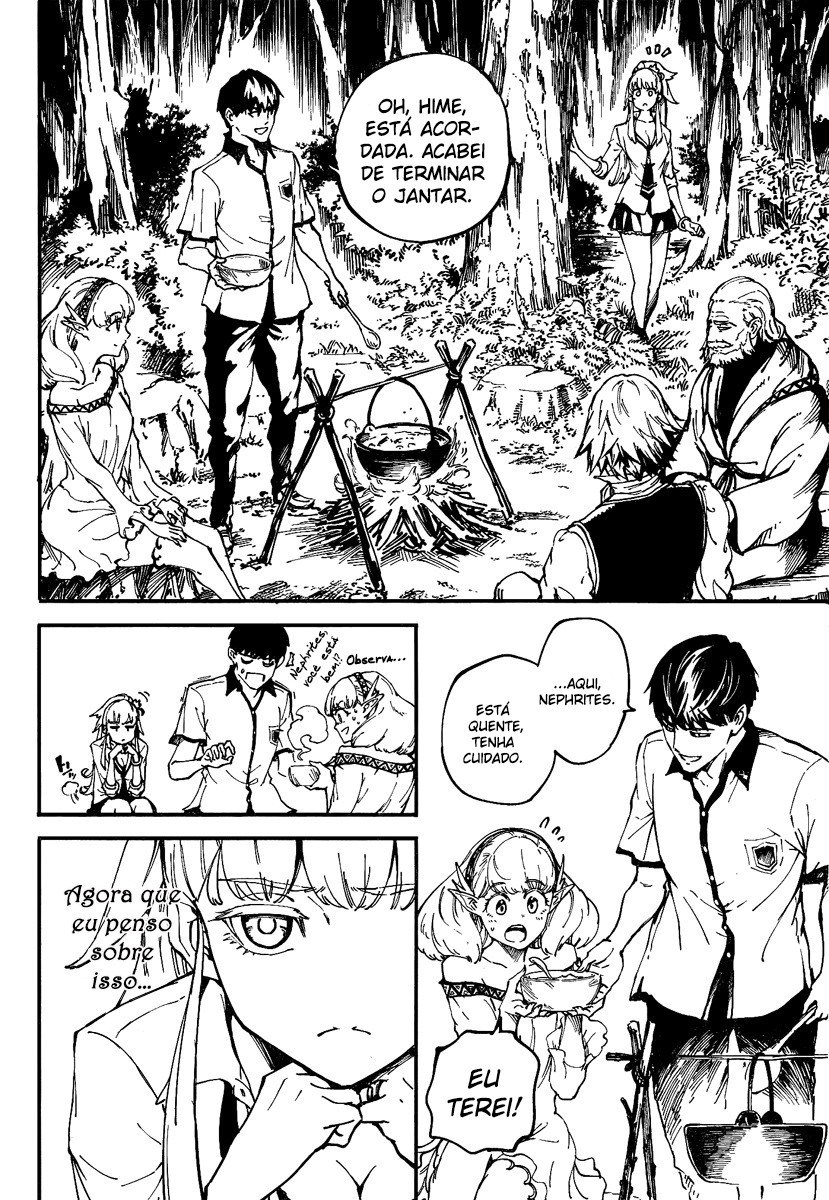 OH, HIME,
ESTÁ ACOR-
DADA. ACABEI
DE TERMINAR
O JANTAR.
...AQUI,
NEPHRITES.
ESTÁ
QUENTE,
TENHA
CUIDADO.
EU
TEREI!
Observa...
Nephrites,
você está
bem!?
Agora que
eu penso
sobre
isso...